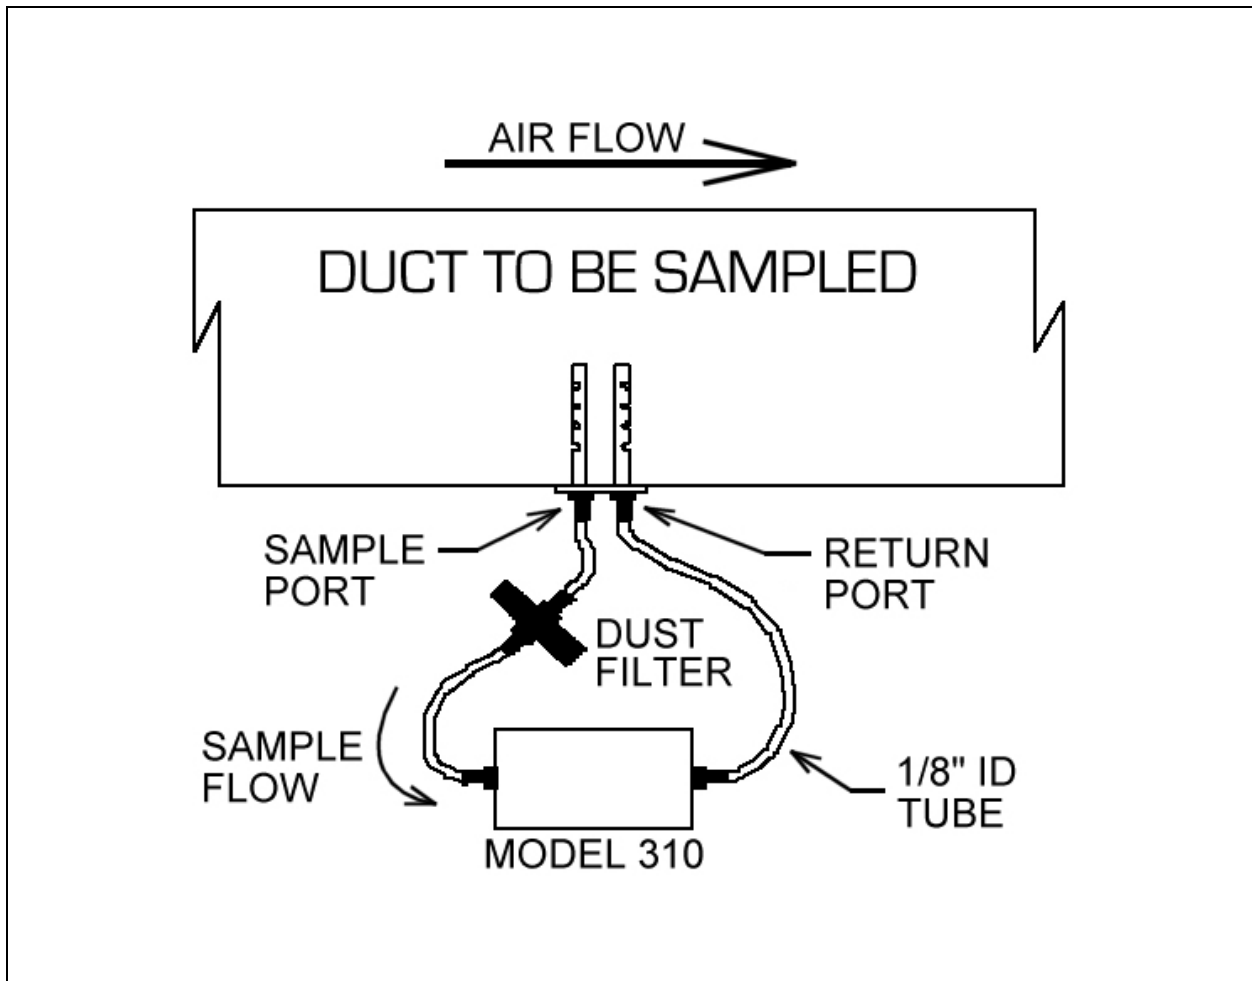 AIR FLOW
DUCT TO BE SAMPLED
SAMPLE
PORT
RETURN
PORT
DUST
FILTER
SAMPLE
FLOW
1/8" ID
TUBE
MODEL 310